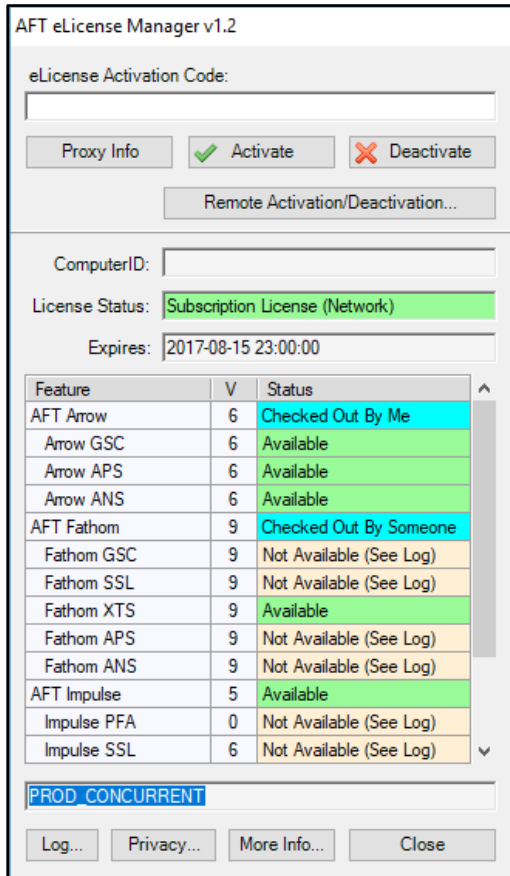 AFT eLicense Manager v1.2
eLicense Activation Code:
Proxy Info Activate Deactivate
Remote Activation/Deactivation...
ComputerID:
License Status: Subscription License (Network)
Expires: 2017-08-15 23:00:00
Feature V Status
AFT Arrow 6 Checked Out By Me
Arrow GSC 6 Available
Arrow APS 6 Available
Arrow ANS 6 Available
AFT Fathom 9 Checked Out By Someone
Fathom GSC 9 Not Available (See Log)
Fathom SSL 9 Not Available (See Log)
Fathom XTS 9 Available
Fathom APS 9 Not Available (See Log)
Fathom ANS 9 Not Available (See Log)
AFT Impulse 5 Available
Impulse PFA 0 Not Available (See Log)
Impulse SSL 6 Not Available (See Log)
PROD_CONCURRENT
Log... Privacy... More Info... Close